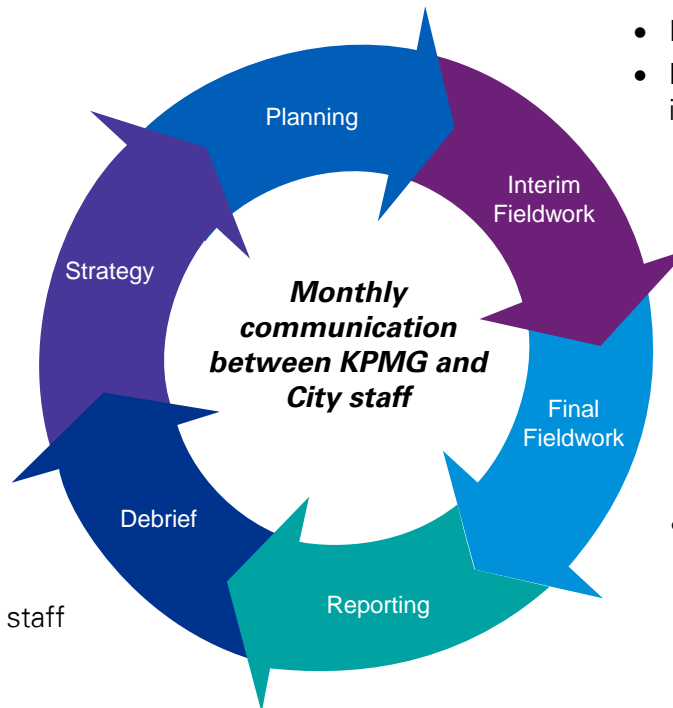 Planning
Interim
Fieldwork
Final
Fieldwork
Reporting
Debrief
Strategy
Monthly
communication
between KPMG and
City staff
staff